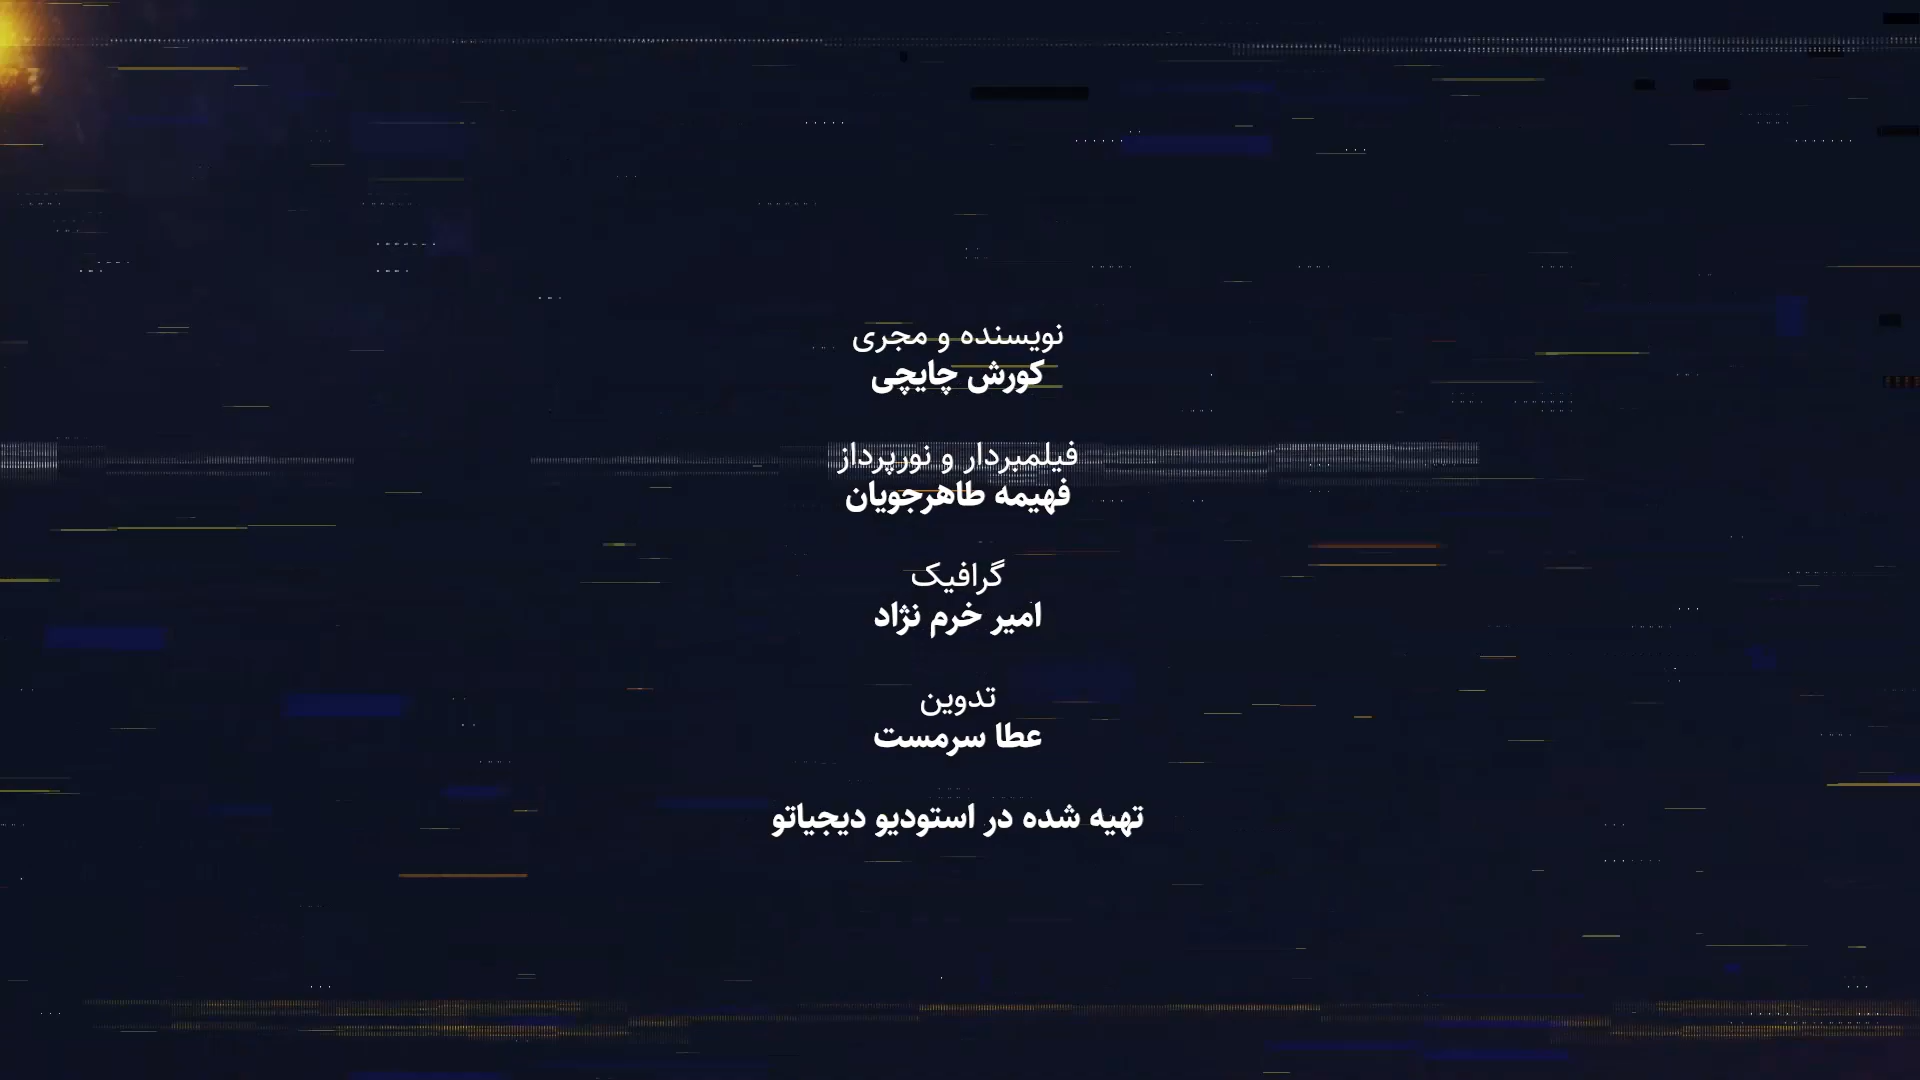 نویسنده و مجری
کورش چایچی
فیلمبردار و نورپرداز
فهیمه طاهرجویان
گرافیک
امیر خرم نژاد
تدوین
عطا سرمست
تهیه شده در استودیو دیجیاتو